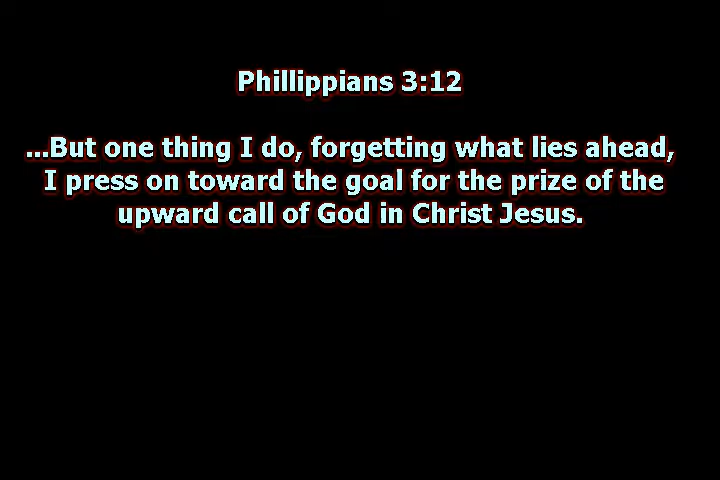 Phillippians 3:12
...But one thing I do, forgetting what lies ahead,
I press on toward the goal for the prize of the
upward call of God in Christ Jesus.